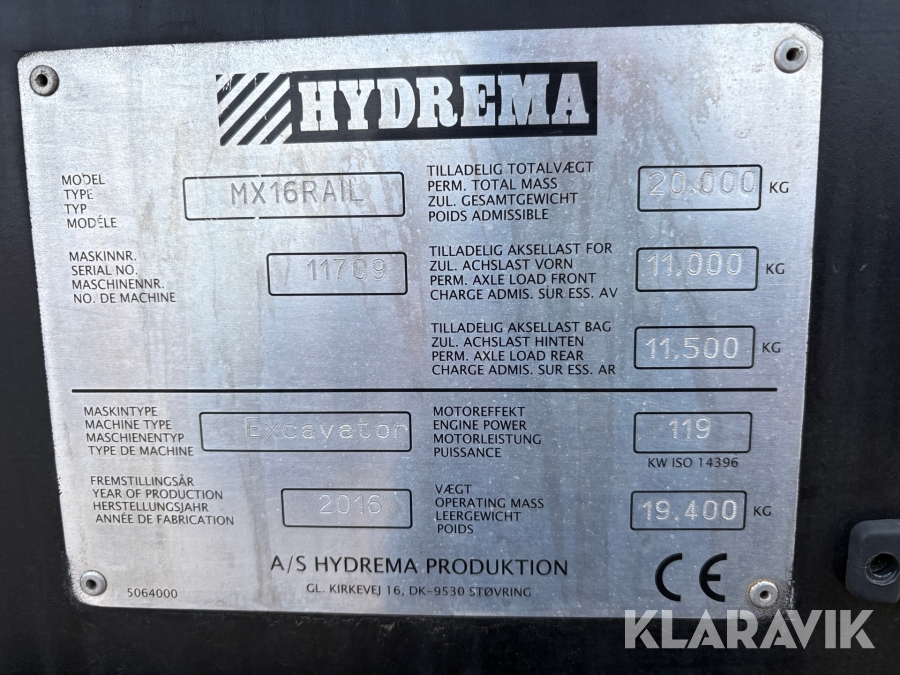 HYDREMA
MODEL
TYPE
TYP
MODÉLE
MX16RAIL
TILLADELIG TOTALVÆGT
PERM. TOTAL MASS
ZUL. GESAMTGEWICHT
POIDS ADMISSIBLE
20.000 KG
MASKINNR.
SERIAL NO.
MASCHINENNR.
NO. DE MACHINE
11709
TILLADELIG AKSELLAST FOR
ZUL. ACHSLAST VORN
PERM. AXLE LOAD FRONT
CHARGE ADMIS. SUR ESS. AV
11.000 KG
TILLADELIG AKSELLAST BAG
ZUL. ACHSLAST HINTEN
PERM. AXLE LOAD REAR
CHARGE ADMIS. SUR ESS. AR
11.500 KG
MASKINTYPE
MACHINE TYPE
MASCHIENENTYP
TYPE DE MACHINE
Excavator
MOTOREFFEKT
ENGINE POWER
MOTORLEISTUNG
PUISSANCE
119
KW ISO 14396
FREMSTILLINGSÅR
YEAR OF PRODUCTION
HERSTELLUNGSJAHR
ANNÉE DE FABRICATION
2016
VÆGT
OPERATING MASS
LEERGEWICHT
POIDS
19.400 KG
A/S HYDREMA PRODUKTION
GL. KIRKEVEJ 16, DK-9530 STØVRING
CE
5064000
KLARAVIK